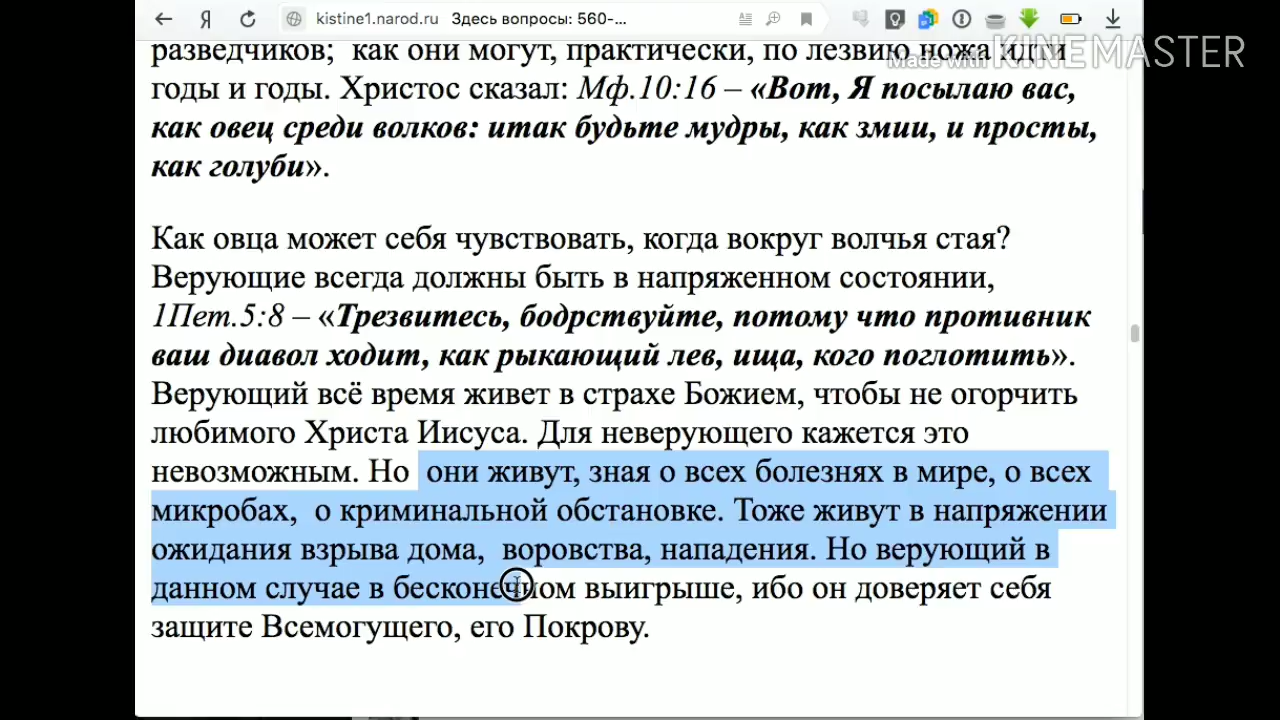 kistine1.narod.ru Здесь вопросы: 560-...
Made with KINEMASTER
разведчиков; как они могут, практически, по лезвию ножа идти
годы и годы. Христос сказал: Мф.10:16 – «Вот, Я посылаю вас,
как овец среди волков: итак будьте мудры, как змии, и просты,
как голуби».
Как овца может себя чувствовать, когда вокруг волчья стая?
Верующие всегда должны быть в напряженном состоянии,
1Пет.5:8 – «Трезвитесь, бодрствуйте, потому что противник
ваш диавол ходит, как рыкающий лев, ища, кого поглотить».
Верующий всё время живет в страхе Божием, чтобы не огорчить
любимого Христа Иисуса. Для неверующего кажется это
невозможным. Но они живут, зная о всех болезнях в мире, о всех
микробах, о криминальной обстановке. Тоже живут в напряжении
ожидания взрыва дома, воровства, нападения. Но верующий в
данном случае в бесконечном выигрыше, ибо он доверяет себя
защите Всемогущего, его Покрову.